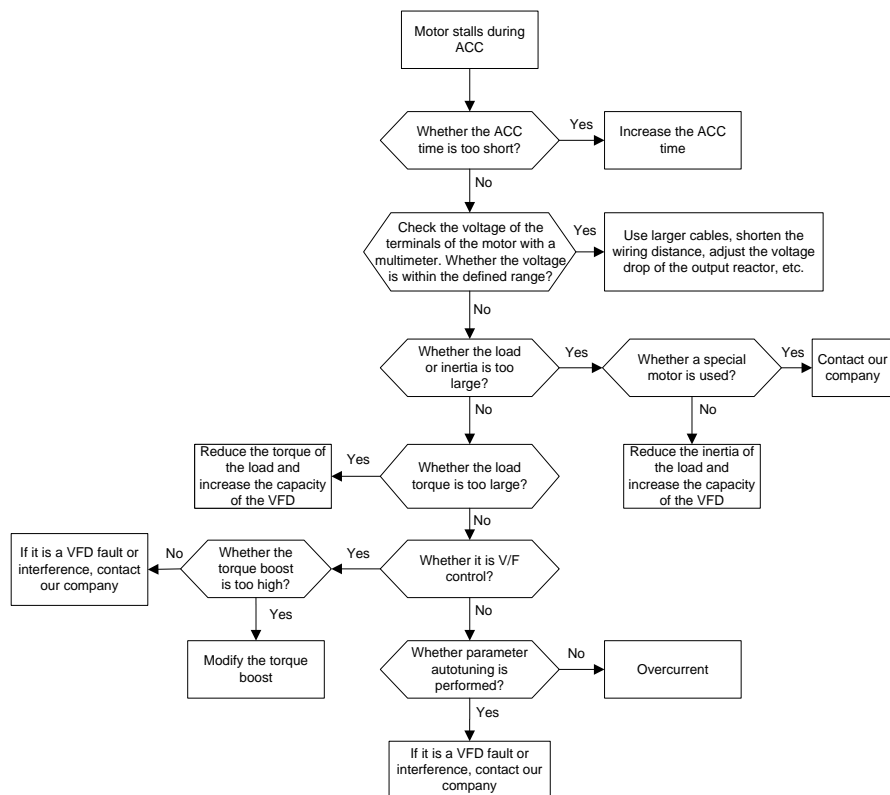 Motor stalls during
ACC
Whether the ACC
time is too short?
Yes
Increase the ACC
time
No
Check the voltage of the
terminals of the motor with a
multimeter. Whether the voltage
is within the defined range?
Yes
Use larger cables, shorten the
wiring distance, adjust the voltage
drop of the output reactor, etc.
No
Whether the load
or inertia is too
large?
Yes
Whether a special
motor is used?
Yes
Contact our
company
No
No
Reduce the inertia of
the load and
increase the capacity
of the VFD
Whether the load
torque is too large?
Yes
Reduce the torque of
the load and
increase the capacity
of the VFD
No
Whether it is V/F
control?
Yes
Whether the
torque boost
is too high?
No
If it is a VFD fault or
interference, contact
our company
Yes
Modify the torque
boost
No
Whether parameter
autotuning is
performed?
No
Overcurrent
Yes
If it is a VFD fault or
interference, contact our
company